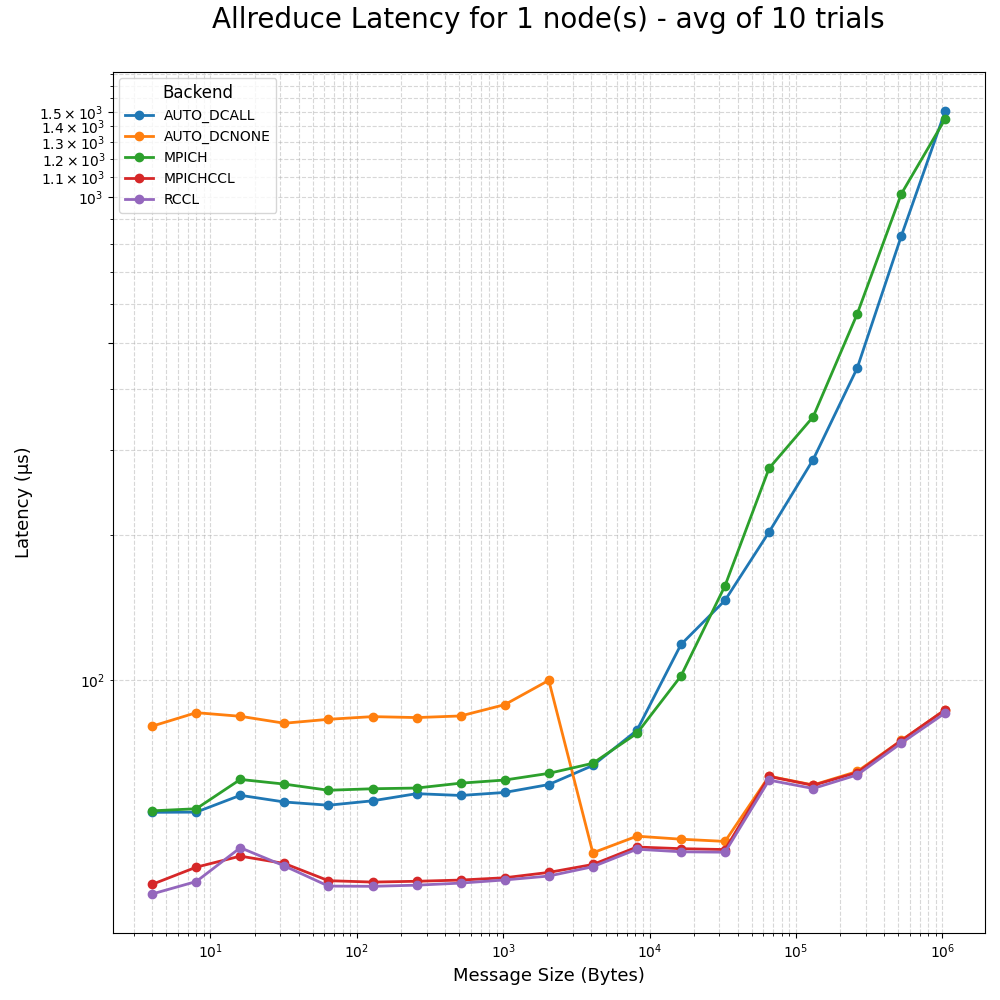 Allreduce Latency for 1 node(s) - avg of 10 trials
Backend
AUTO_DCALL
AUTO_DCNONE
MPICH
MPICHCCL
RCCL
1.5 × 10³
1.4 × 10³
1.3 × 10³
1.2 × 10³
1.1 × 10³
10³
10²
Latency (μs)
10¹
10²
10³
10⁴
10⁵
10⁶
Message Size (Bytes)